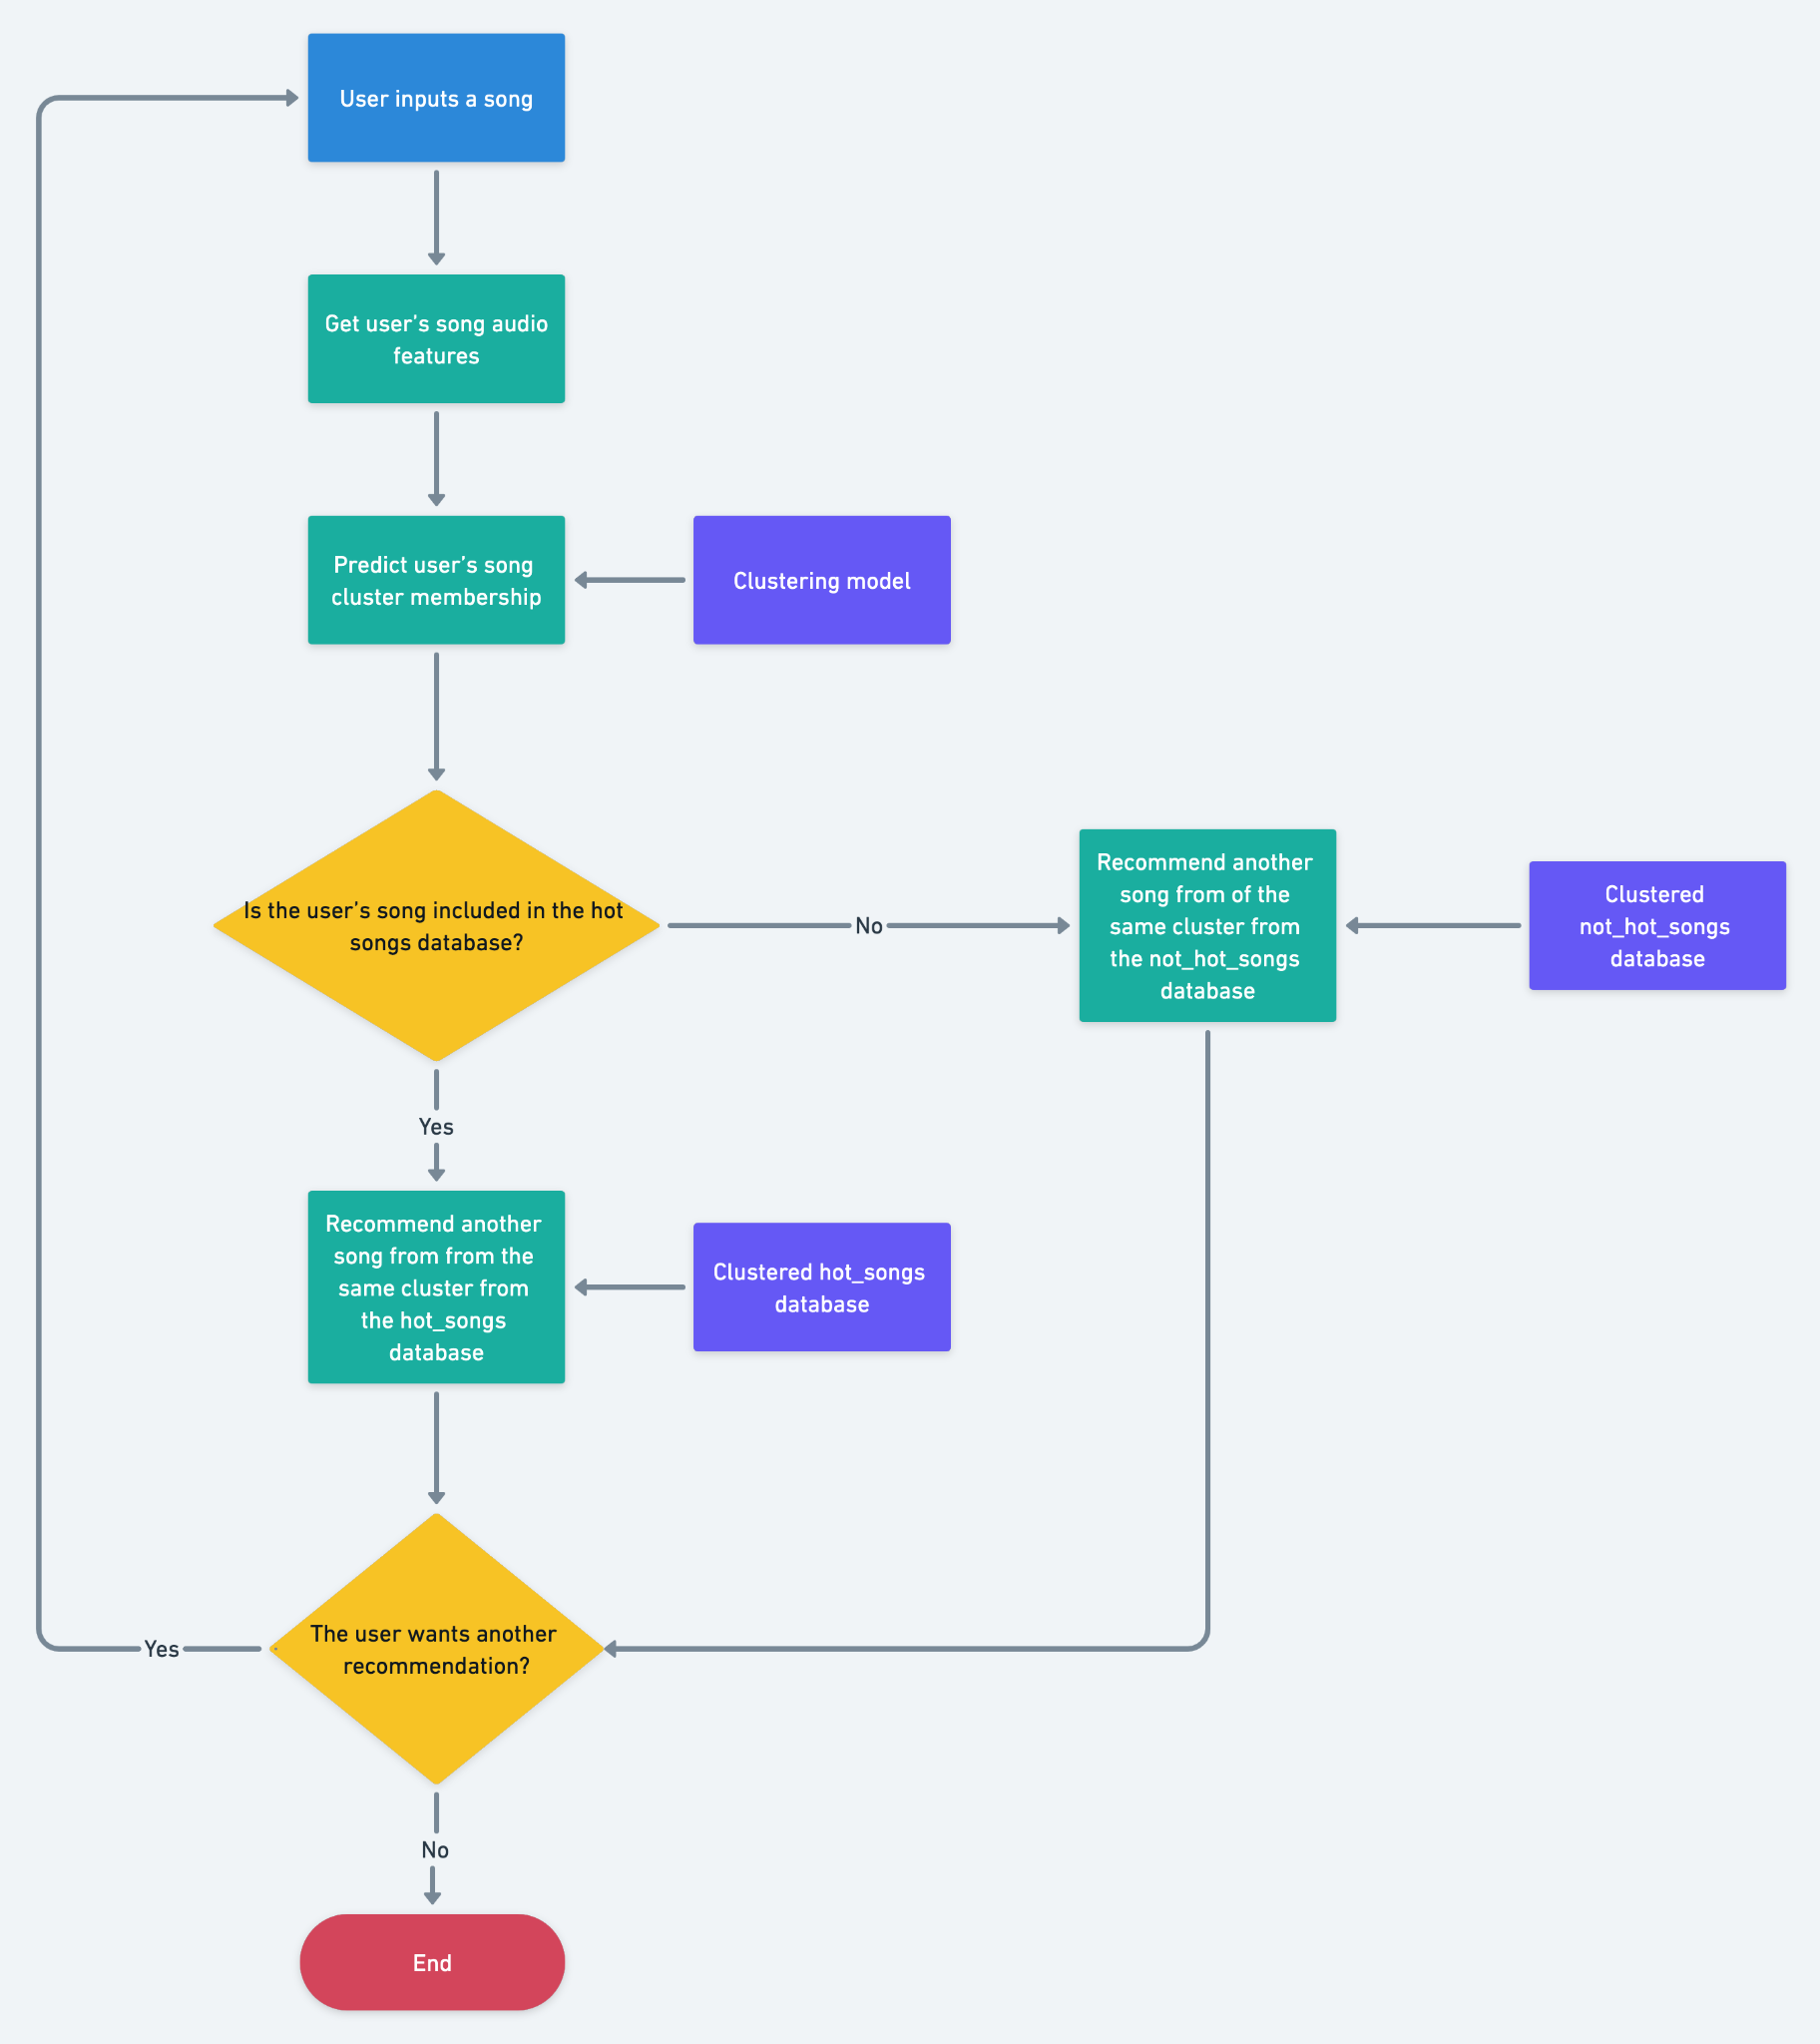 User inputs a song
Get user's song audio
features
Predict user's song
cluster membership
Clustering model
Is the user's song included in the hot
songs database?
No
Recommend another
song from of the
same cluster from
the not_hot_songs
database
Clustered
not_hot_songs
database
Yes
Recommend another
song from from the
same cluster from
the hot_songs
database
Clustered hot_songs
database
The user wants another
recommendation?
Yes
No
End